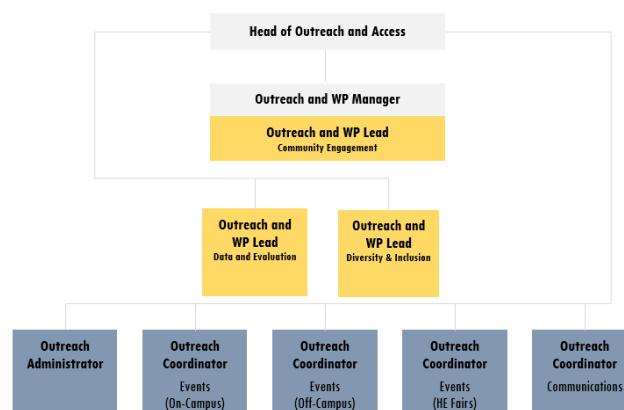 Head of Outreach and Access
Outreach and WP Manager
Outreach and WP Lead
Community Engagement
Outreach and
WP Lead
Data and Evaluation
Outreach and
WP Lead
Diversity & Inclusion
Outreach
Administrator
Outreach
Coordinator
Events
(On-Campus)
Outreach
Coordinator
Events
(Off-Campus)
Outreach
Coordinator
Events
(HE Fairs)
Outreach
Coordinator
Communications